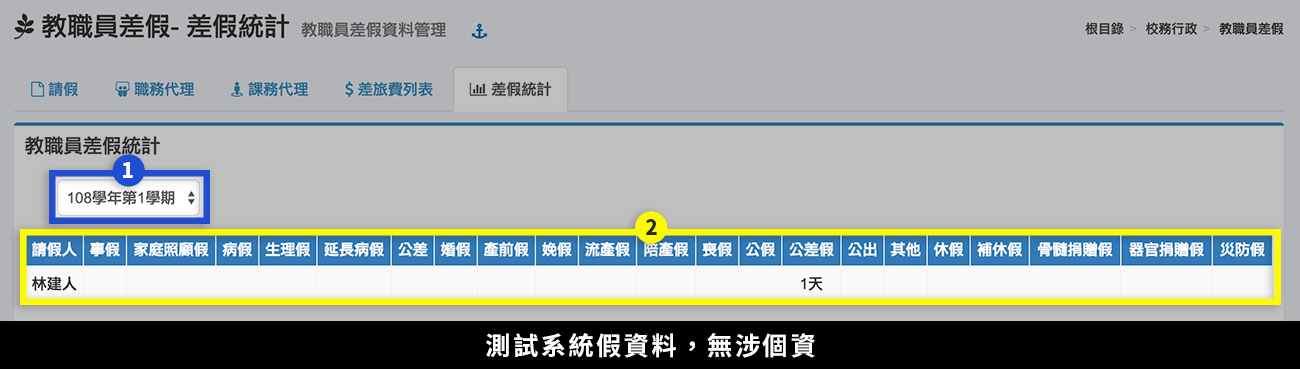 教職員差假- 差假統計 教職員差假資料管理
根目錄 > 校務行政 > 教職員差假
請假 職務代理 課務代理 $ 差旅費列表 差假統計
教職員差假統計
1
108學年第1學期
2
請假人 事假 家庭照顧假 病假 生理假 延長病假 公差 婚假 產前假 娩假 流產假 陪產假 喪假 公假 公差假 公出 其他 休假 補休假 骨髓捐贈假 器官捐贈假 災防假
林建人 1天
測試系統假資料，無涉個資